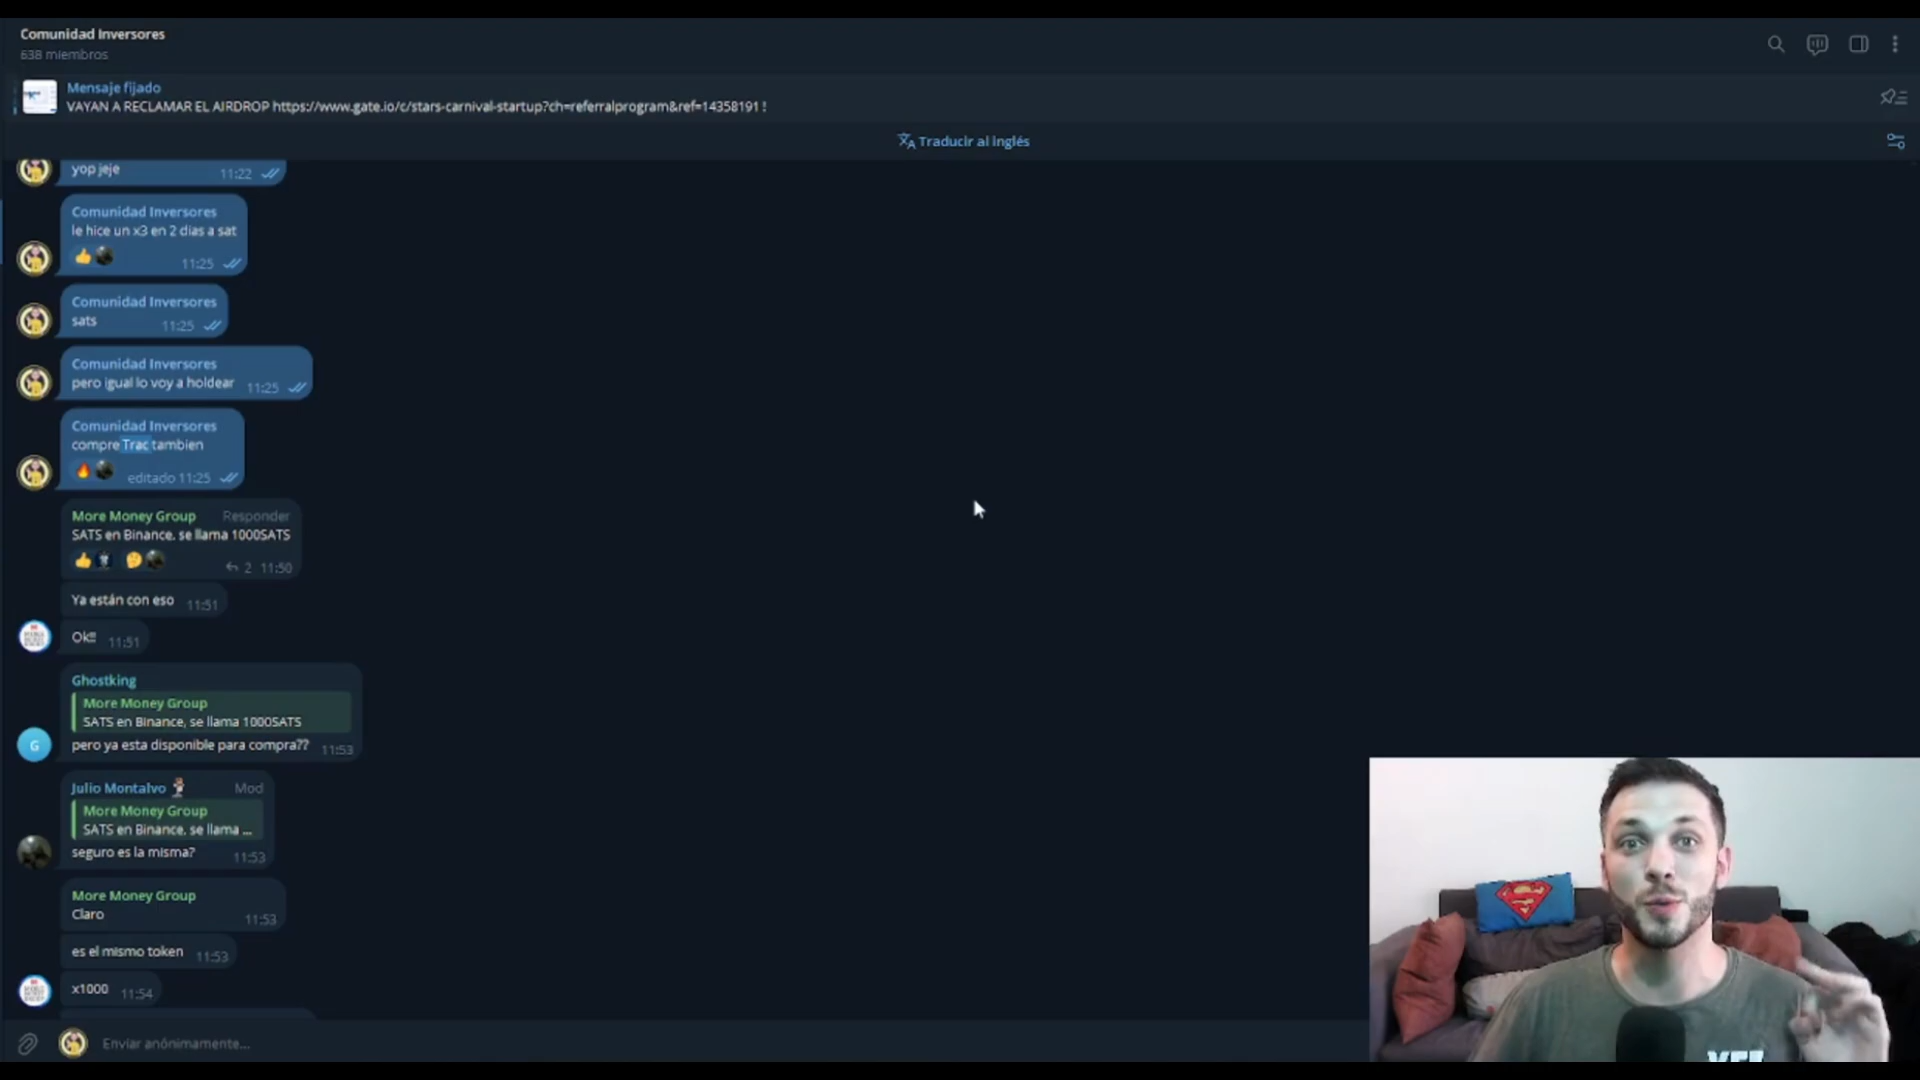 Comunidad Inversores
638 miembros
Mensaje fijado
VAYAN A RECLAMAR EL AIRDROP https://www.gate.io/c/stars-carnival-startup?ch=referralprogram&ref=14358191 !
Traducir al inglés
yop jeje 11:22
Comunidad Inversores
le hice un x3 en 2 dias a sat
11:25
Comunidad Inversores
sats 11:25
Comunidad Inversores
pero igual lo voy a holdear 11:25
Comunidad Inversores
compre Trac tambien
editado 11:25
More Money Group Responder
SATS en Binance, se llama 1000SATS
2 11:50
Ya están con eso 11:51
Ok!! 11:51
Ghostking
More Money Group
SATS en Binance, se llama 1000SATS
G
pero ya esta disponible para compra?? 11:53
Julio Montalvo Mod
More Money Group
SATS en Binance, se llama ...
seguro es la misma? 11:53
More Money Group
Claro 11:53
es el mismo token 11:53
x1000 11:54
Enviar anónimamente...